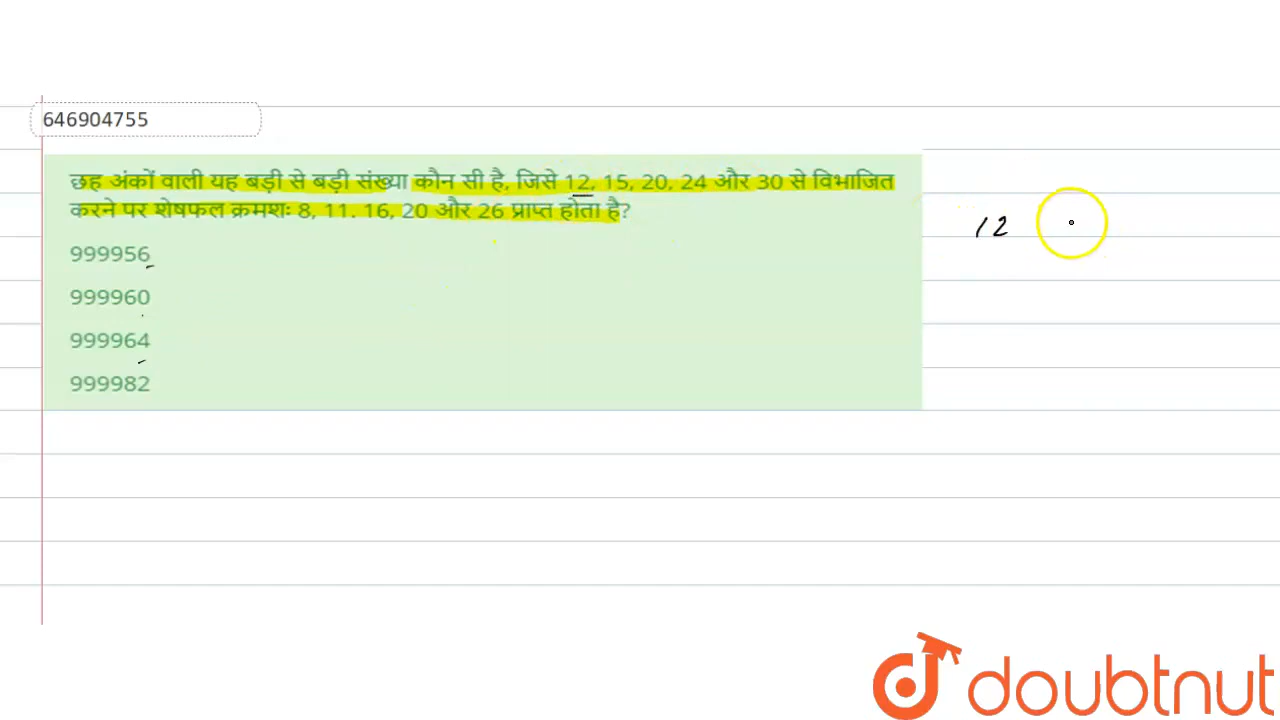 646904755
छह अंकों वाली यह बड़ी से बड़ी संख्या कौन सी है, जिसे 12, 15, 20, 24 और 30 से विभाजित
करने पर शेषफल क्रमशः 8, 11. 16, 20 और 26 प्राप्त होता है?
12
999956
999960
999964
999982
doubtnut